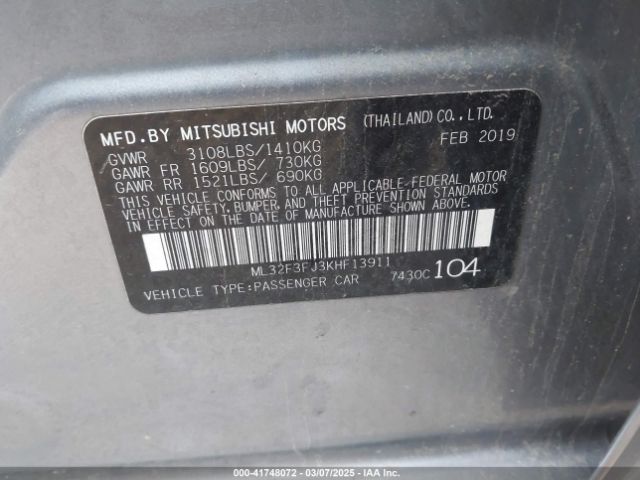 MFD.BY MITSUBISHI MOTORS (THAILAND)CO.,LTD.
FEB 2019
GVWR 3108LBS/1410KG
GAWR FR 1609LBS/ 730KG
GAWR RR 1521LBS/ 690KG
THIS VEHICLE CONFORMS TO ALL APPLICABLE FEDERAL MOTOR
VEHICLE SAFETY, BUMPER, AND THEFT PREVENTION STANDARDS
IN EFFECT ON THE DATE OF MANUFACTURE SHOWN ABOVE.
ML32F3FJ3KHF13911
VEHICLE TYPE:PASSENGER CAR 7430C 104
000-41748072 — 03/07/2025 — IAA Inc.